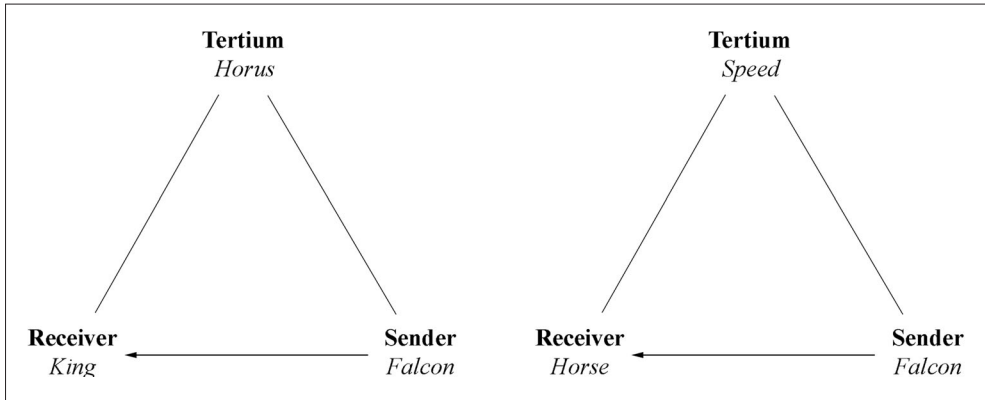 Tertium
Horus
Receiver
King
Sender
Falcon
Tertium
Speed
Receiver
Horse
Sender
Falcon